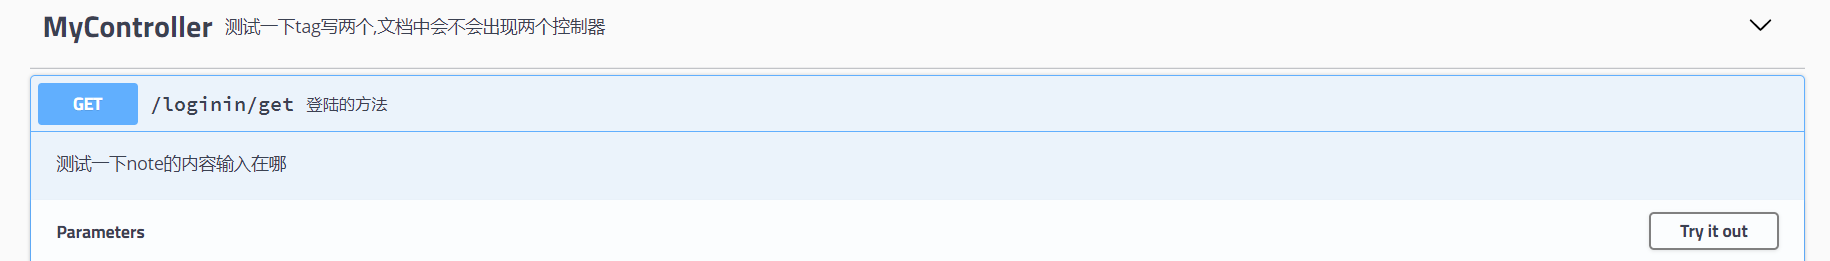 MyController 测试一下tag写两个,文档中会不会出现两个控制器
GET /loginin/get 登陆的方法
测试一下note的内容输入在哪
Parameters Try it out